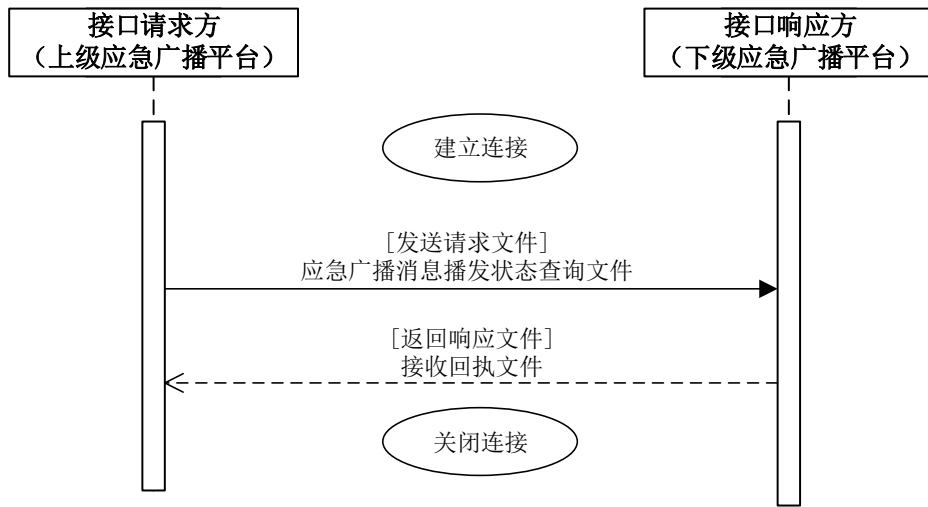 接口请求方
（上级应急广播平台）
接口响应方
（下级应急广播平台）
建立连接
[发送请求文件]
应急广播消息播发状态查询文件
[返回响应文件]
接收回执文件
关闭连接